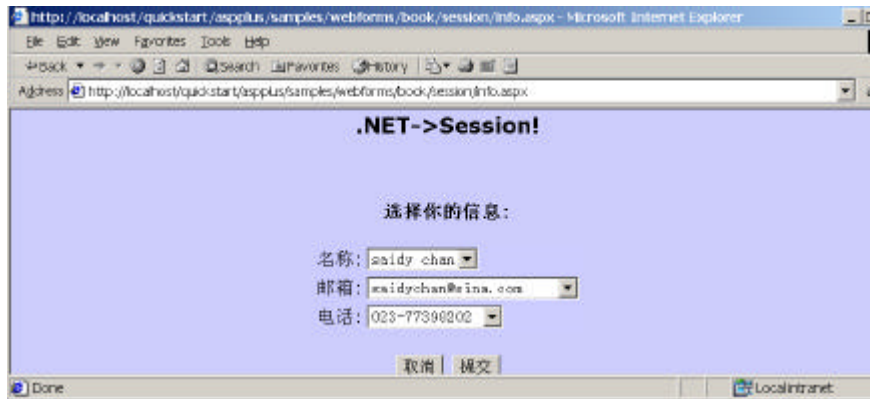 http://localhost/quickstart/aspplus/samples/webforms/book/session/info.aspx - Microsoft Internet Explorer
File Edit View Favorites Tools Help
Back Search Favorites History
Address http://localhost/quickstart/aspplus/samples/webforms/book/session/info.aspx
.NET->Session!
选择你的信息:
名称: saidy chan
邮箱: saidychan@sina.com
电话: 023-77398202
取消 提交
Done Local intranet